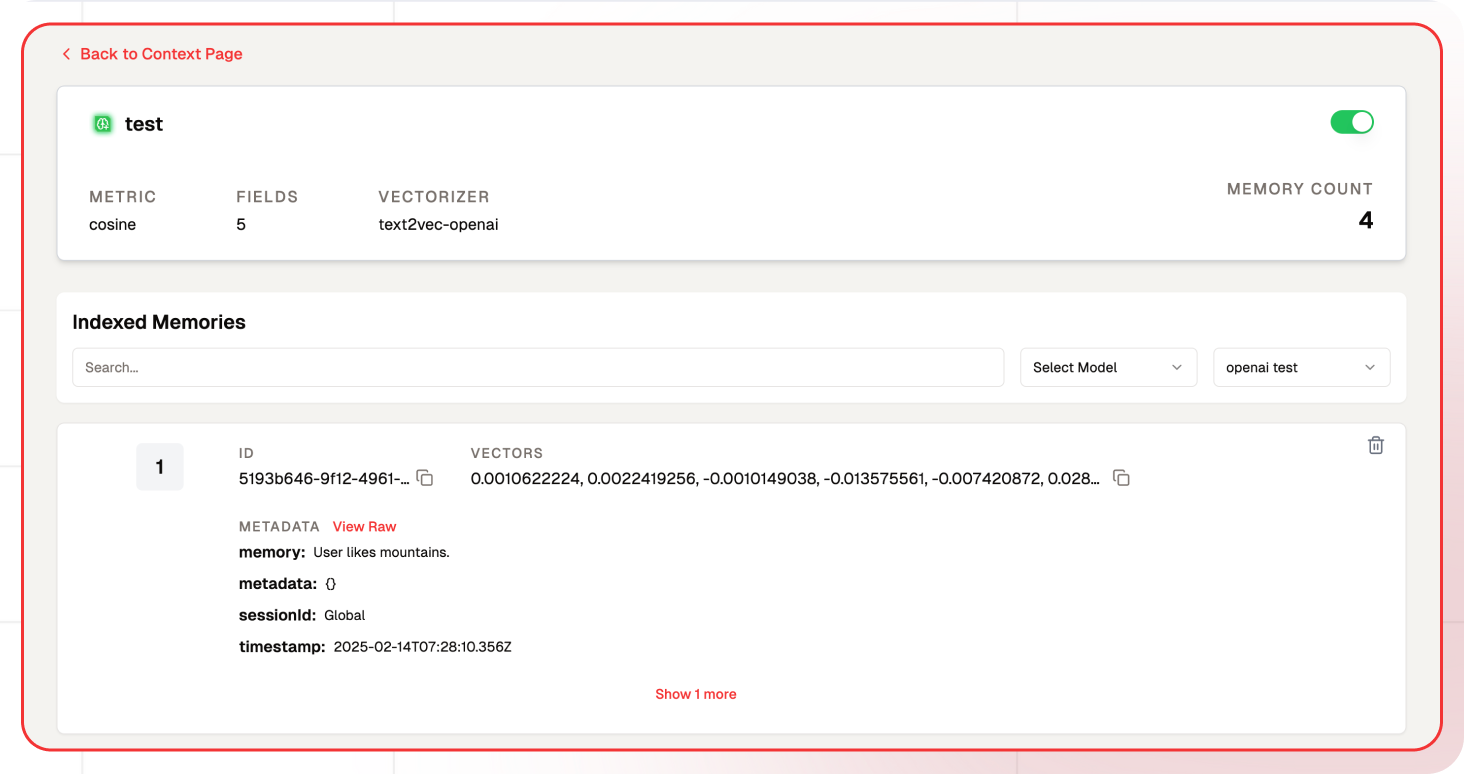 Back to Context Page
test
METRIC FIELDS VECTORIZER MEMORY COUNT
cosine 5 text2vec-openai 4
Indexed Memories
Search... Select Model openai test
1 ID VECTORS
5193b646-9f12-4961-... 0.0010622224, 0.0022419256, -0.0010149038, -0.013575561, -0.007420872, 0.028...
METADATA View Raw
memory: User likes mountains.
metadata: {}
sessionId: Global
timestamp: 2025-02-14T07:28:10.356Z
Show 1 more